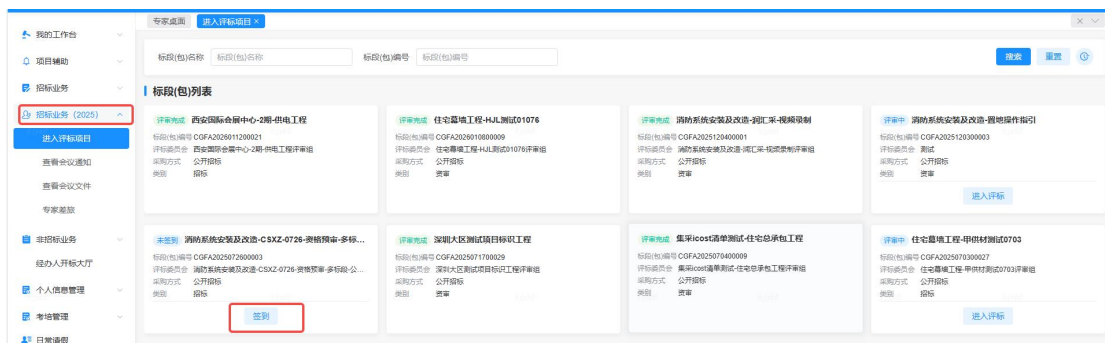 专家桌面 进入评标项目 ×
我的工作台
项目辅助
招标业务
招标业务 (2025)
进入评标项目
查看会议通知
查看会议文件
专家差旅
非招标业务
经办人开标大厅
个人信息管理
考培管理
日常请假
标段(包)名称 标段(包)名称 标段(包)编号 标段(包)编号 搜索 重置
标段(包)列表
评审完成 西安国际会展中心-2期-供电工程
标段(包)编号 CGFA2026011200021
评标委员会 西安国际会展中心-2期-供电工程评审组
采购方式 公开招标
类别 招标
评审完成 住宅幕墙工程-HJL测试01076
标段(包)编号 CGFA2026010800009
评标委员会 住宅幕墙工程-HJL测试01076评审组
采购方式 公开招标
类别 资审
评审完成 消防系统安装及改造-润汇采-视频录制
标段(包)编号 CGFA2025120400001
评标委员会 消防系统安装及改造-润汇采-视频录制评审组
采购方式 公开招标
类别 资审
评审中 消防系统安装及改造-置地操作指引
标段(包)编号 CGFA2025120300003
评标委员会 测试
采购方式 公开招标
类别 资审
进入评标
未签到 消防系统安装及改造-CSXZ-0726-资格预审-多标...
标段(包)编号 CGFA2025072600003
评标委员会 消防系统安装及改造-CSXZ-0726-资格预审-多标段-公...
采购方式 公开招标
类别 招标
签到
评审完成 深圳大区测试项目标识工程
标段(包)编号 CGFA2025071700029
评标委员会 深圳大区测试项目标识工程评审组
采购方式 公开招标
类别 资审
评审完成 集采icost清单测试-住宅总承包工程
标段(包)编号 CGFA2025070400009
评标委员会 集采icost清单测试-住宅总承包工程评审组
采购方式 公开招标
类别 资审
评审中 住宅幕墙工程-甲供材测试0703
标段(包)编号 CGFA2025070300027
评标委员会 住宅幕墙工程-甲供材测试0703评审组
采购方式 公开招标
类别 招标
进入评标